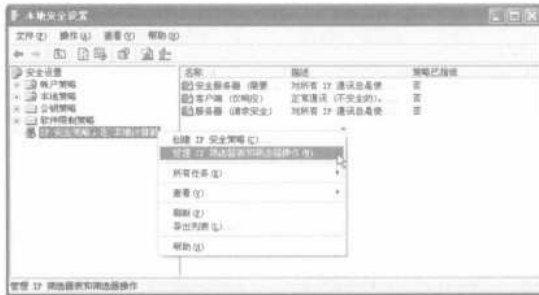 本地安全设置
文件(F) 操作(A) 查看(V) 帮助(H)
安全设置
帐户策略
本地策略
公钥策略
软件限制策略
IP 安全策略，在 本地计算机
名称 描述 策略已指派
安全服务器 (需要 对所有 IP 通讯总是使... 否
客户端 (仅响应) 正常通讯 (不安全的)。 否
服务器 (请求安全) 对所有 IP 通讯总是使... 否
创建 IP 安全策略(C)...
管理 IP 筛选器表和筛选器操作(M)...
所有任务(K)
查看(V)
刷新(F)
导出列表(L)...
帮助(H)
管理 IP 筛选器表和筛选器操作